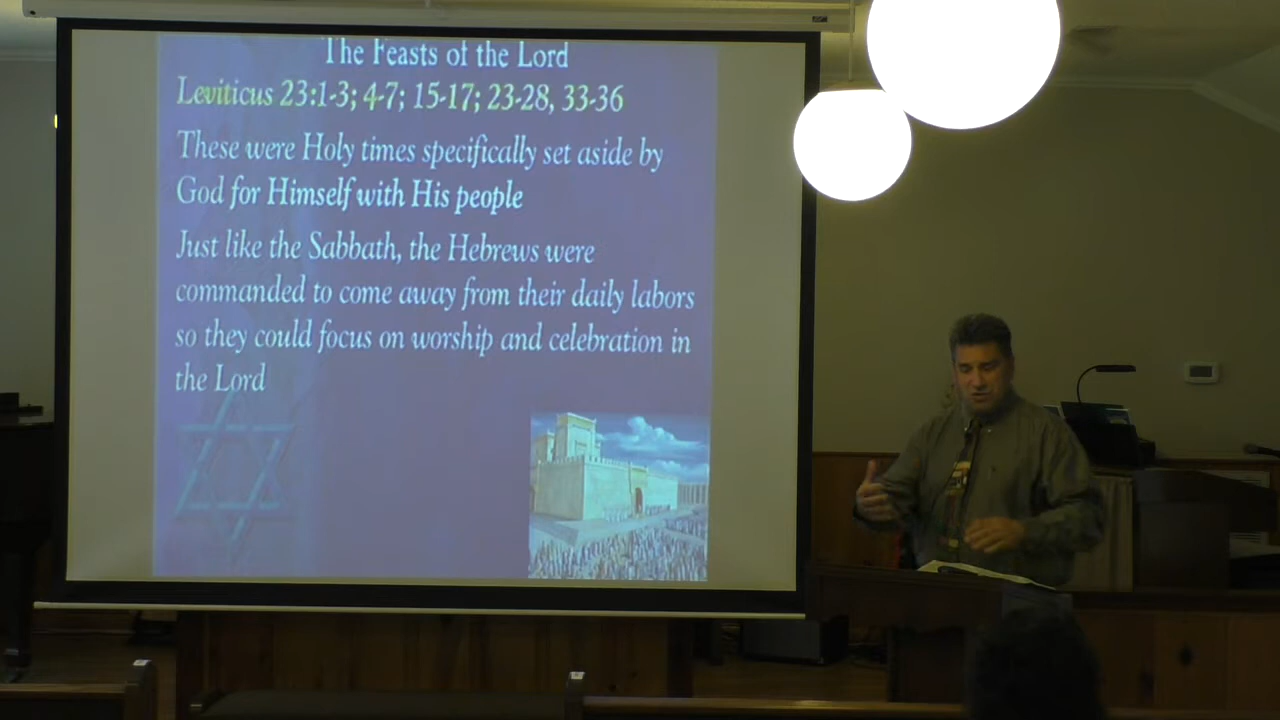 The Feasts of the Lord
Leviticus 23:1-3; 4-7; 15-17; 23-28, 33-36
These were Holy times specifically set aside by
God for Himself with His people
Just like the Sabbath, the Hebrews were
commanded to come away from their daily labors
so they could focus on worship and celebration in
the Lord